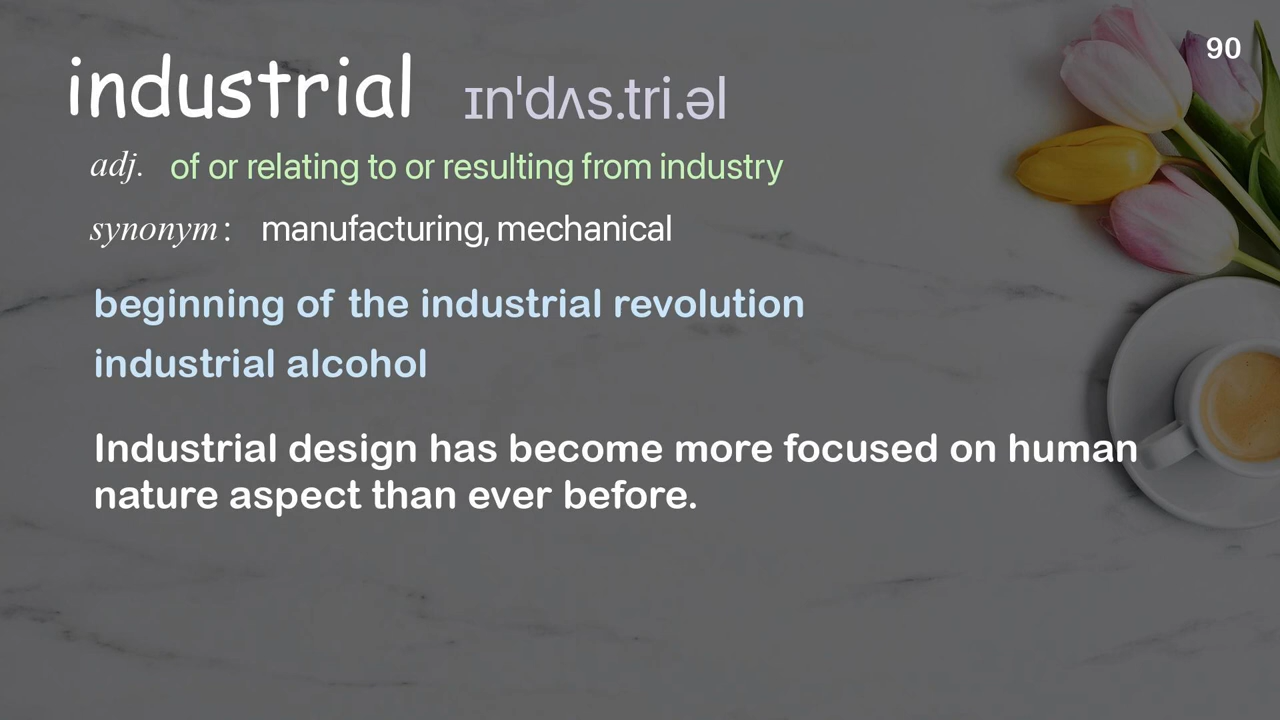 90
industrial ɪnˈdʌs.tri.əl
adj. of or relating to or resulting from industry
synonym: manufacturing, mechanical
beginning of the industrial revolution
industrial alcohol
Industrial design has become more focused on human
nature aspect than ever before.